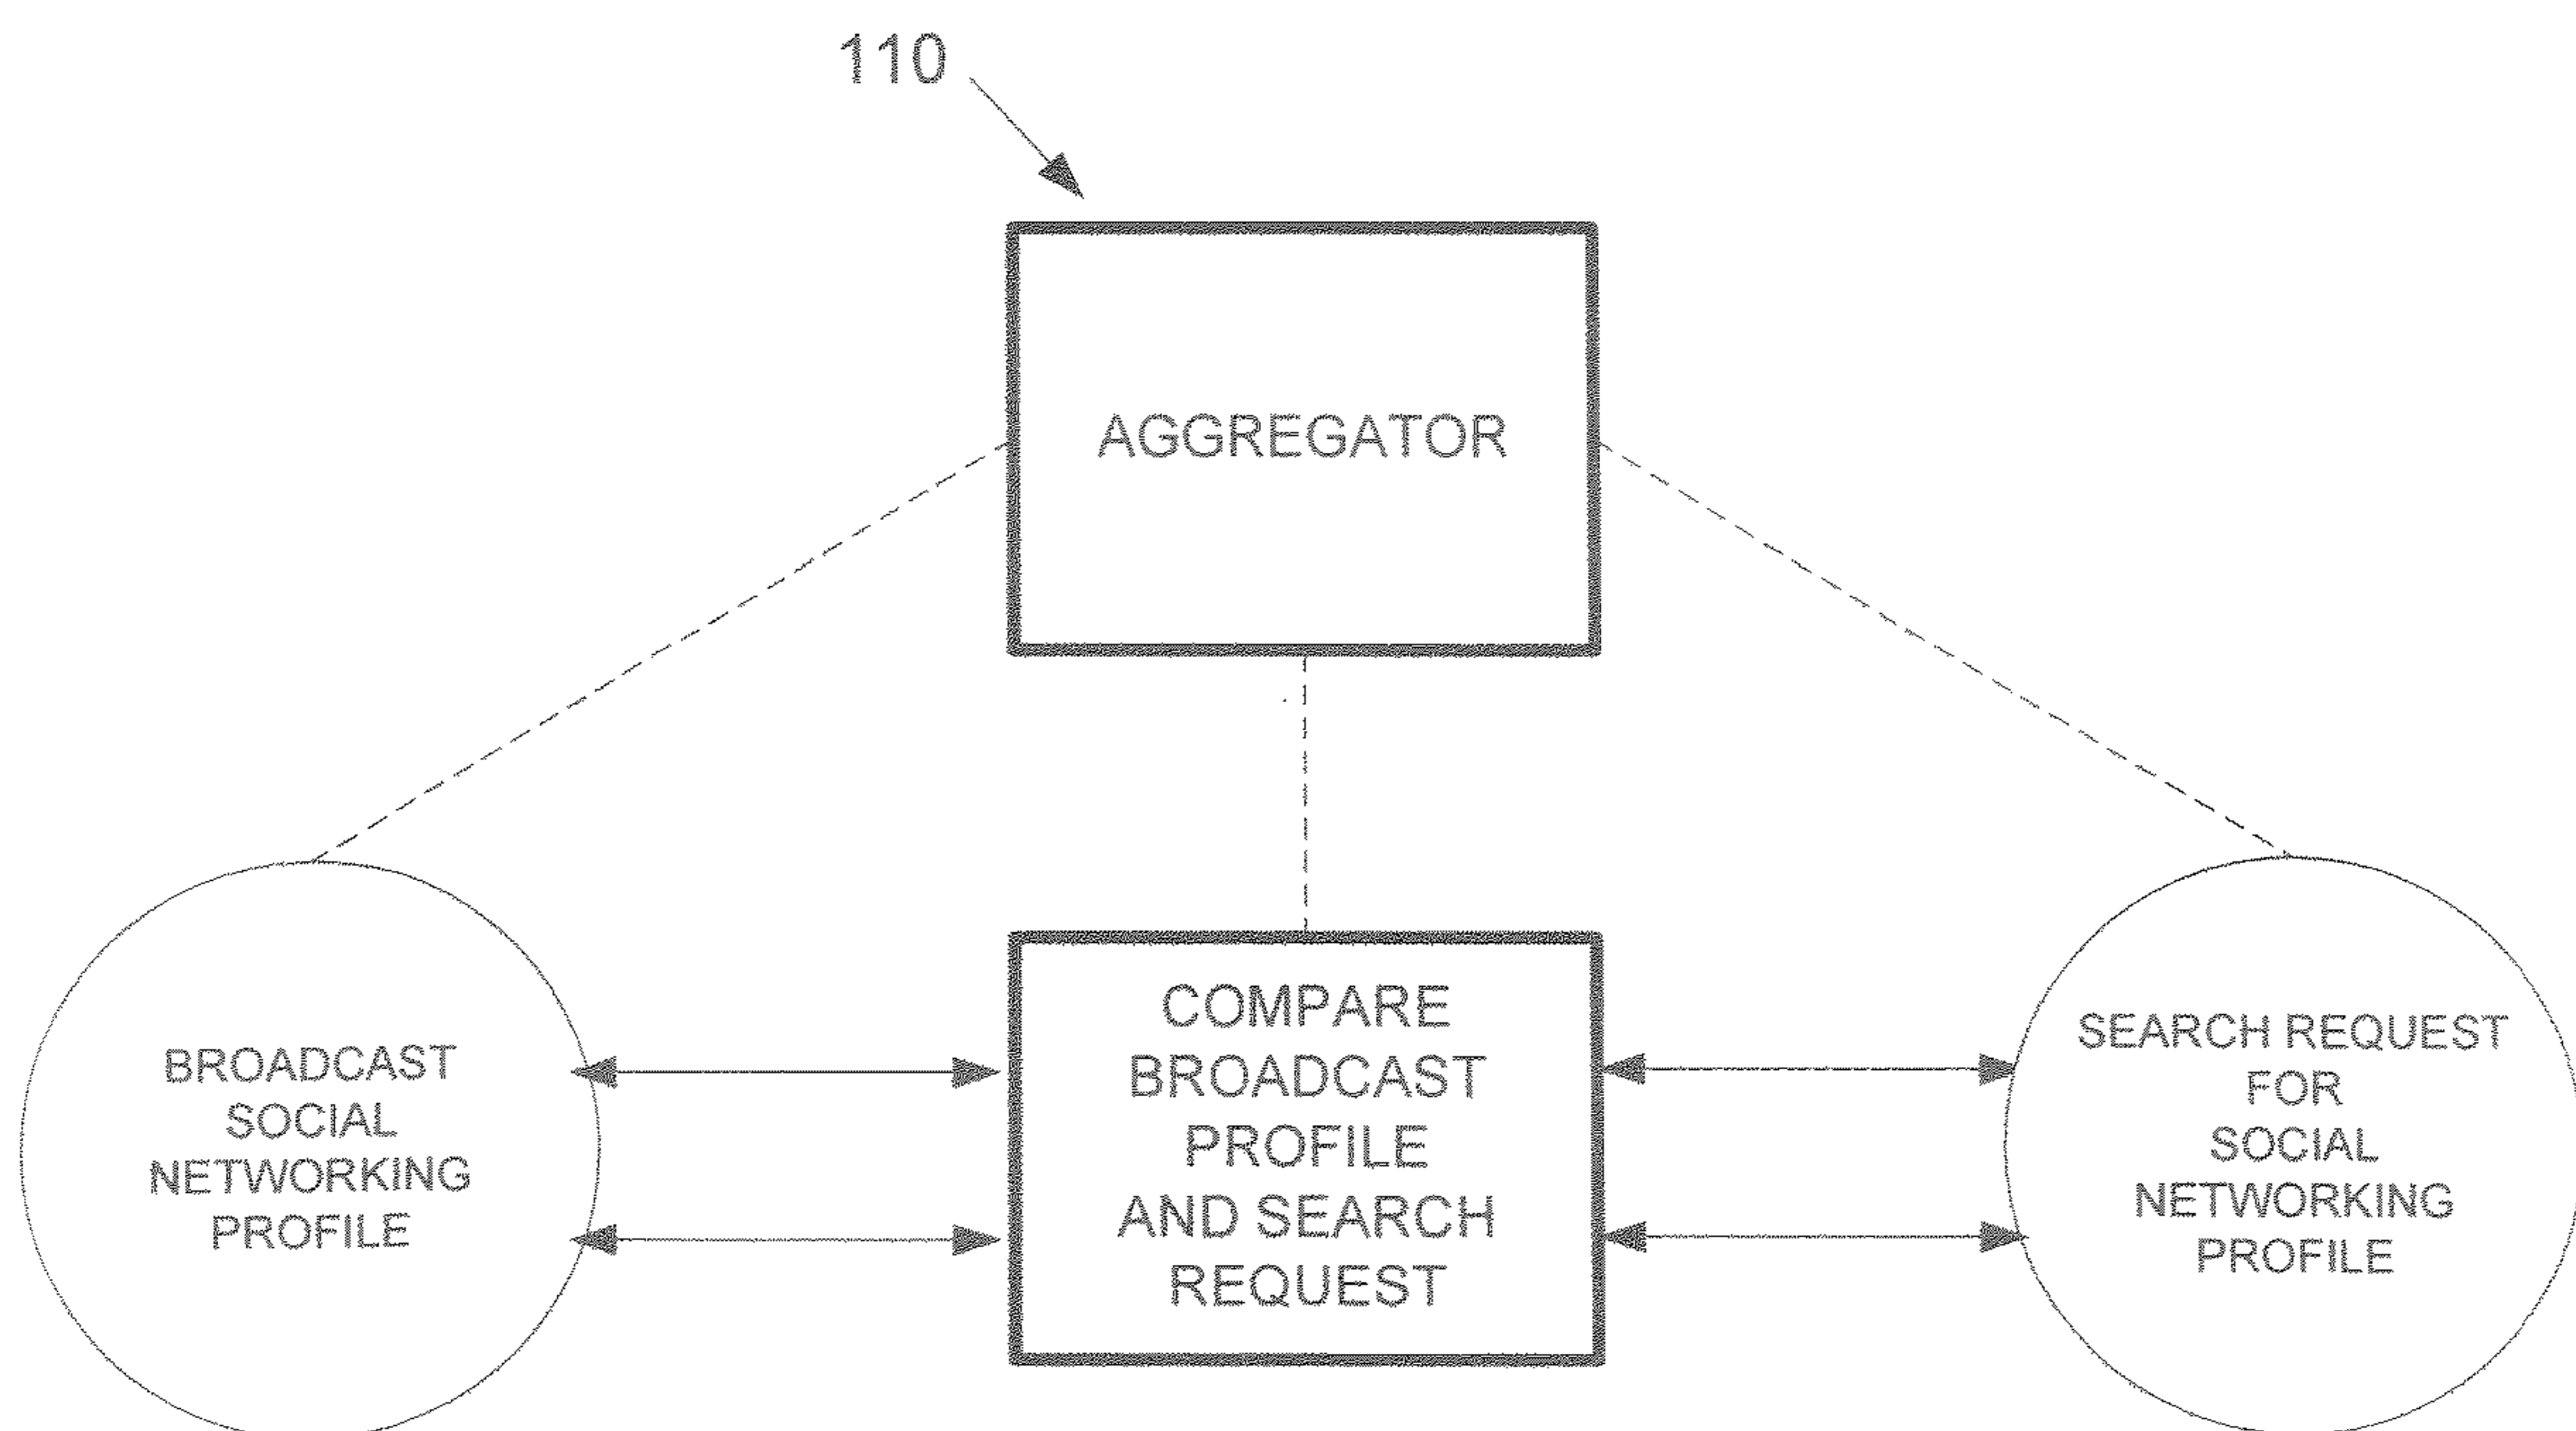 110
AGGREGATOR
BROADCAST
SOCIAL
NETWORKING
PROFILE
COMPARE
BROADCAST
PROFILE
AND SEARCH
REQUEST
SEARCH REQUEST
FOR
SOCIAL
NETWORKING
PROFILE